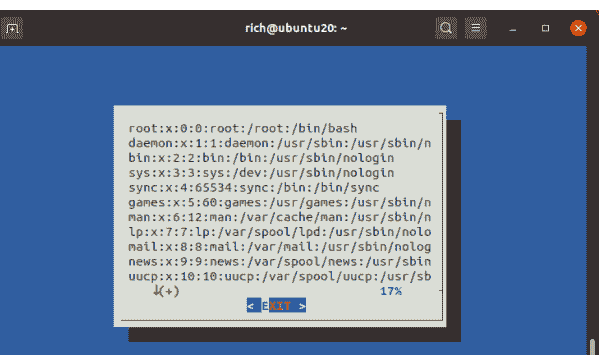 rich@ubuntu20: ~
root:x:0:0:root:/root:/bin/bash
daemon:x:1:1:daemon:/usr/sbin:/usr/sbin/n
bin:x:2:2:bin:/bin:/usr/sbin/nologin
sys:x:3:3:sys:/dev:/usr/sbin/nologin
sync:x:4:65534:sync:/bin:/bin/sync
games:x:5:60:games:/usr/games:/usr/sbin/n
man:x:6:12:man:/var/cache/man:/usr/sbin/n
lp:x:7:7:lp:/var/spool/lpd:/usr/sbin/nolo
mail:x:8:8:mail:/var/mail:/usr/sbin/nolog
news:x:9:9:news:/var/spool/news:/usr/sbin
uucp:x:10:10:uucp:/var/spool/uucp:/usr/sb
↓(+) 17%
< EXIT >